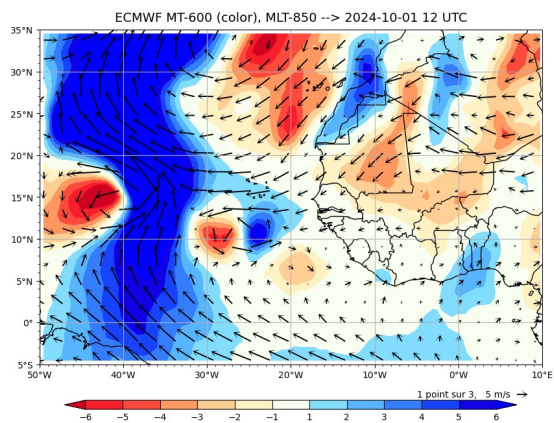 ECMWF MT-600 (color), MLT-850 --> 2024-10-01 12 UTC
35°N
30°N
25°N
20°N
15°N
10°N
5°N
0°
5°S
50°W 40°W 30°W 20°W 10°W 0°W 10°E
1 point sur 3, 5 m/s
−6 −5 −4 −3 −2 −1 1 2 3 4 5 6